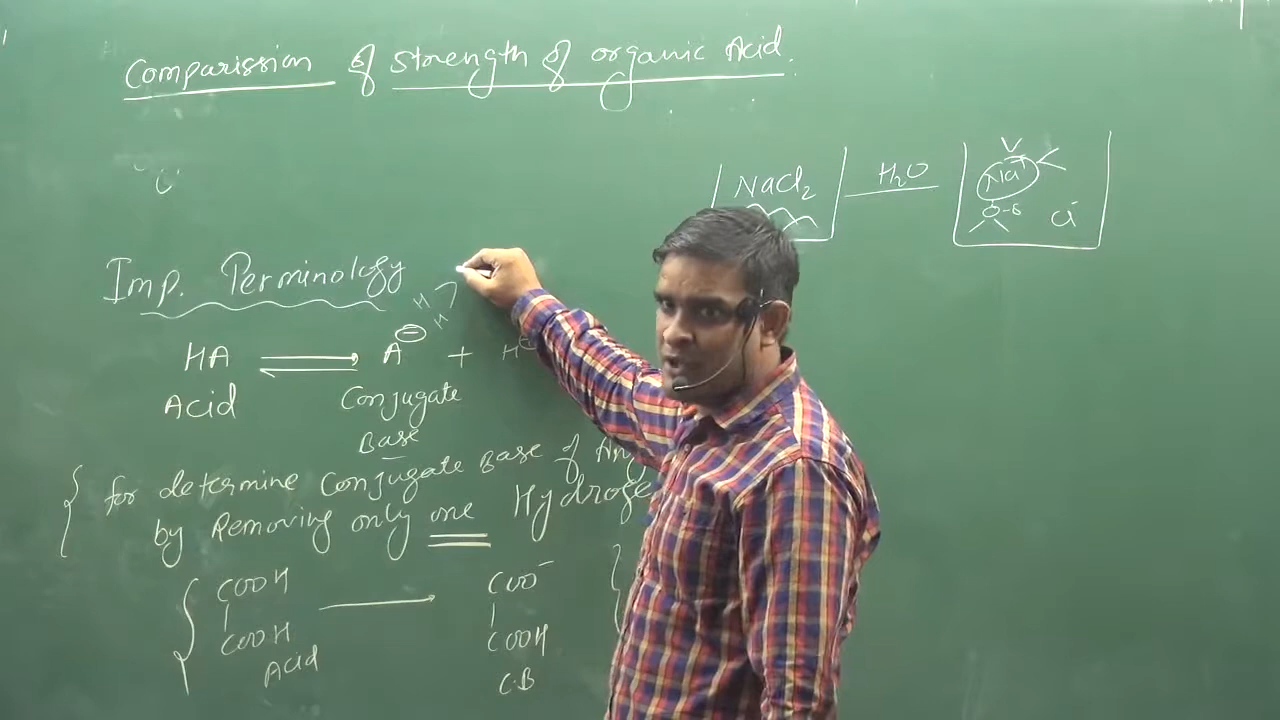 Comparission of strength of organic Acid.
NaCl2 H2O Na+
O-δ Cl-
Imp. Perminology
H
H
HA ⇌ A⊖ + H
Acid Conjugate
Base
{ for determine Conjugate Base of Any
by Removing only one Hydroge
COOH → COO-
| |
COOH COOH
Acid C.B